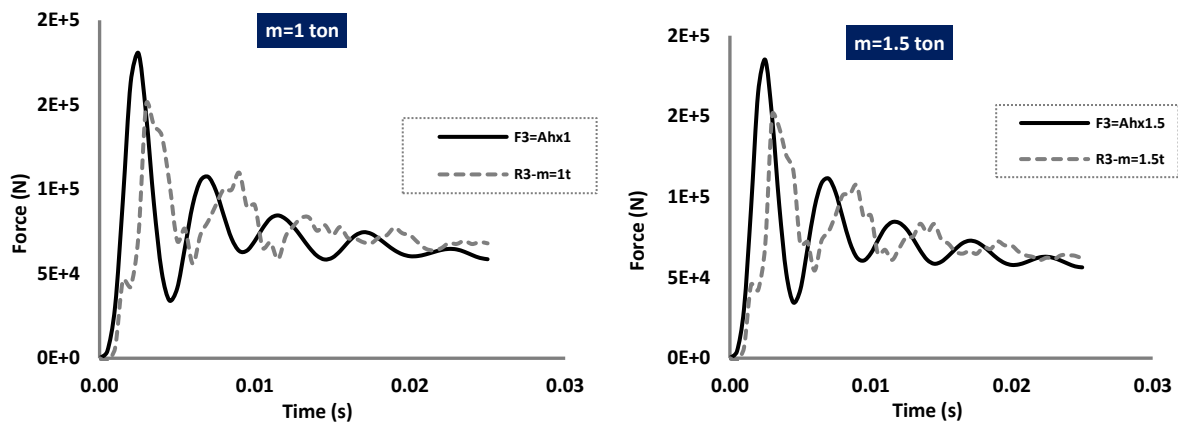 m=1 ton
2E+5
2E+5
1E+5
5E+4
0E+0
Force (N)
F3=Ahx1
R3-m=1t
0.00
0.01
0.02
0.03
Time (s)
m=1.5 ton
2E+5
2E+5
1E+5
5E+4
0E+0
Force (N)
F3=Ahx1.5
R3-m=1.5t
0.00
0.01
0.02
0.03
Time (s)